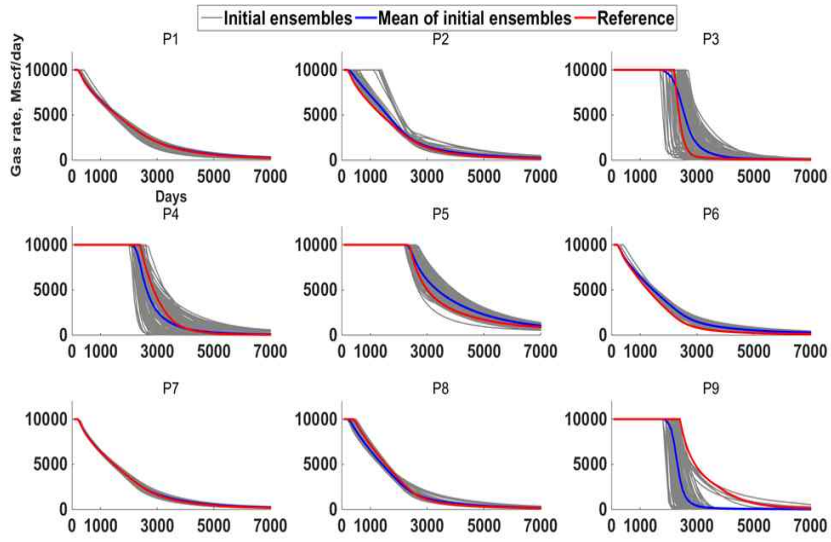 Initial ensembles Mean of initial ensembles Reference
P1 P2 P3
Gas rate, Mscf/day
10000 10000 10000
5000 5000 5000
0 0 0
0 1000 3000 5000 7000 0 1000 3000 5000 7000 0 1000 3000 5000 7000
Days
P4 P5 P6
10000 10000 10000
5000 5000 5000
0 0 0
0 1000 3000 5000 7000 0 1000 3000 5000 7000 0 1000 3000 5000 7000
P7 P8 P9
10000 10000 10000
5000 5000 5000
0 0 0
0 1000 3000 5000 7000 0 1000 3000 5000 7000 0 1000 3000 5000 7000